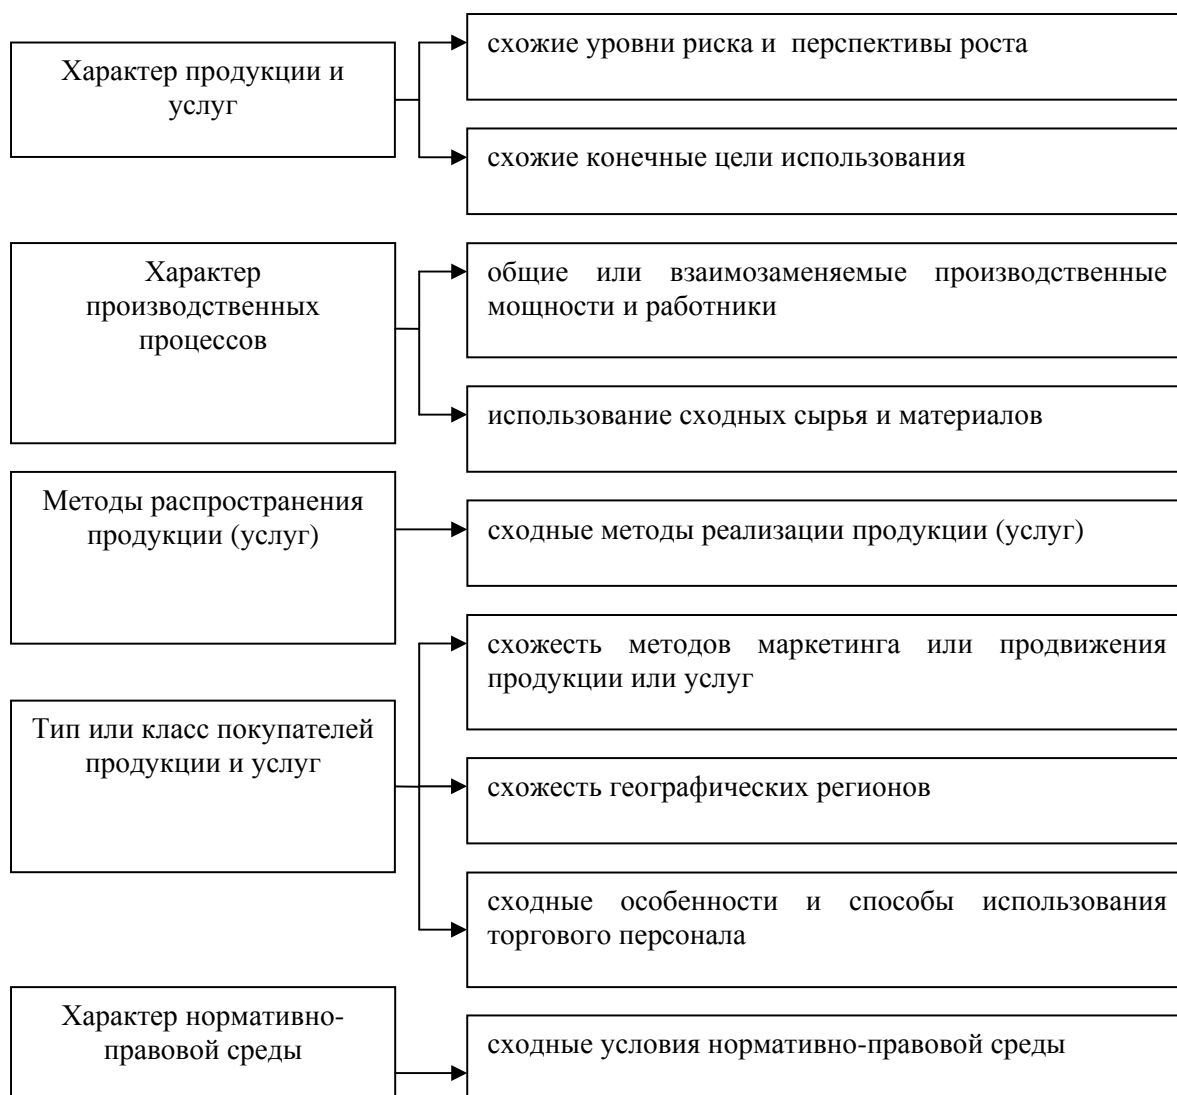 Характер продукции и
услуг
схожие уровни риска и перспективы роста
схожие конечные цели использования
Характер
производственных
процессов
общие или взаимозаменяемые производственные
мощности и работники
использование сходных сырья и материалов
Методы распространения
продукции (услуг)
сходные методы реализации продукции (услуг)
Тип или класс покупателей
продукции и услуг
схожесть методов маркетинга или продвижения
продукции или услуг
схожесть географических регионов
сходные особенности и способы использования
торгового персонала
Характер нормативно-
правовой среды
сходные условия нормативно-правовой среды